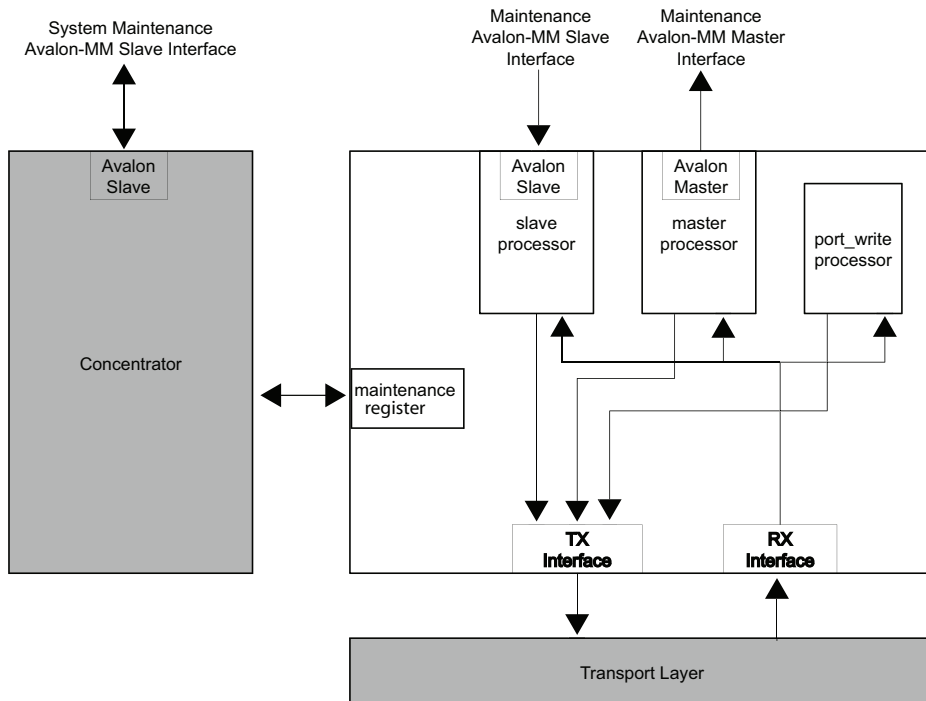 System Maintenance
Avalon-MM Slave Interface
Maintenance
Avalon-MM Slave
Interface
Maintenance
Avalon-MM Master
Interface
Avalon
Slave
Avalon
Slave
slave
processor
Avalon
Master
master
processor
port_write
processor
Concentrator
maintenance
register
TX
Interface
RX
Interface
Transport Layer